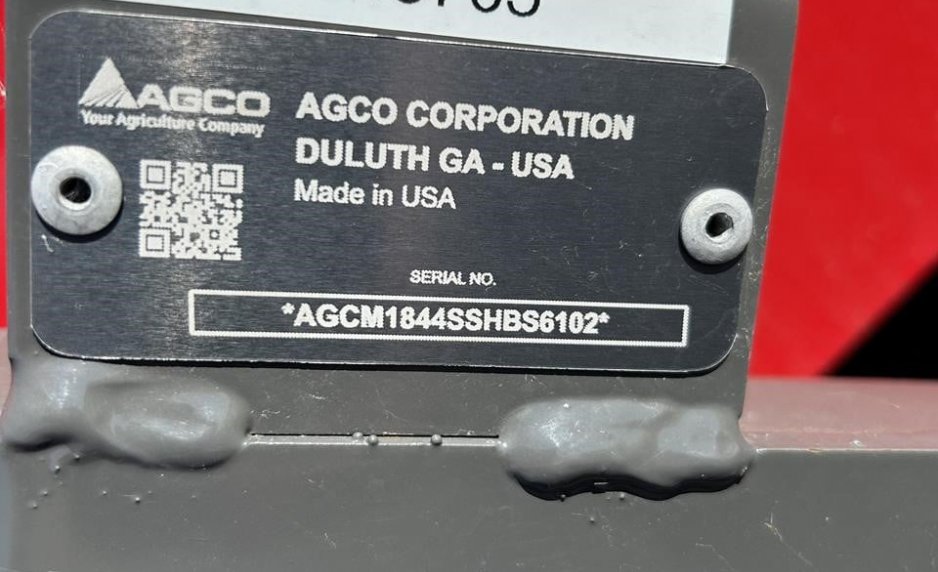 AGCO
Your Agriculture Company
AGCO CORPORATION
DULUTH GA - USA
Made in USA
SERIAL NO.
*AGCM1844SSHBS6102*